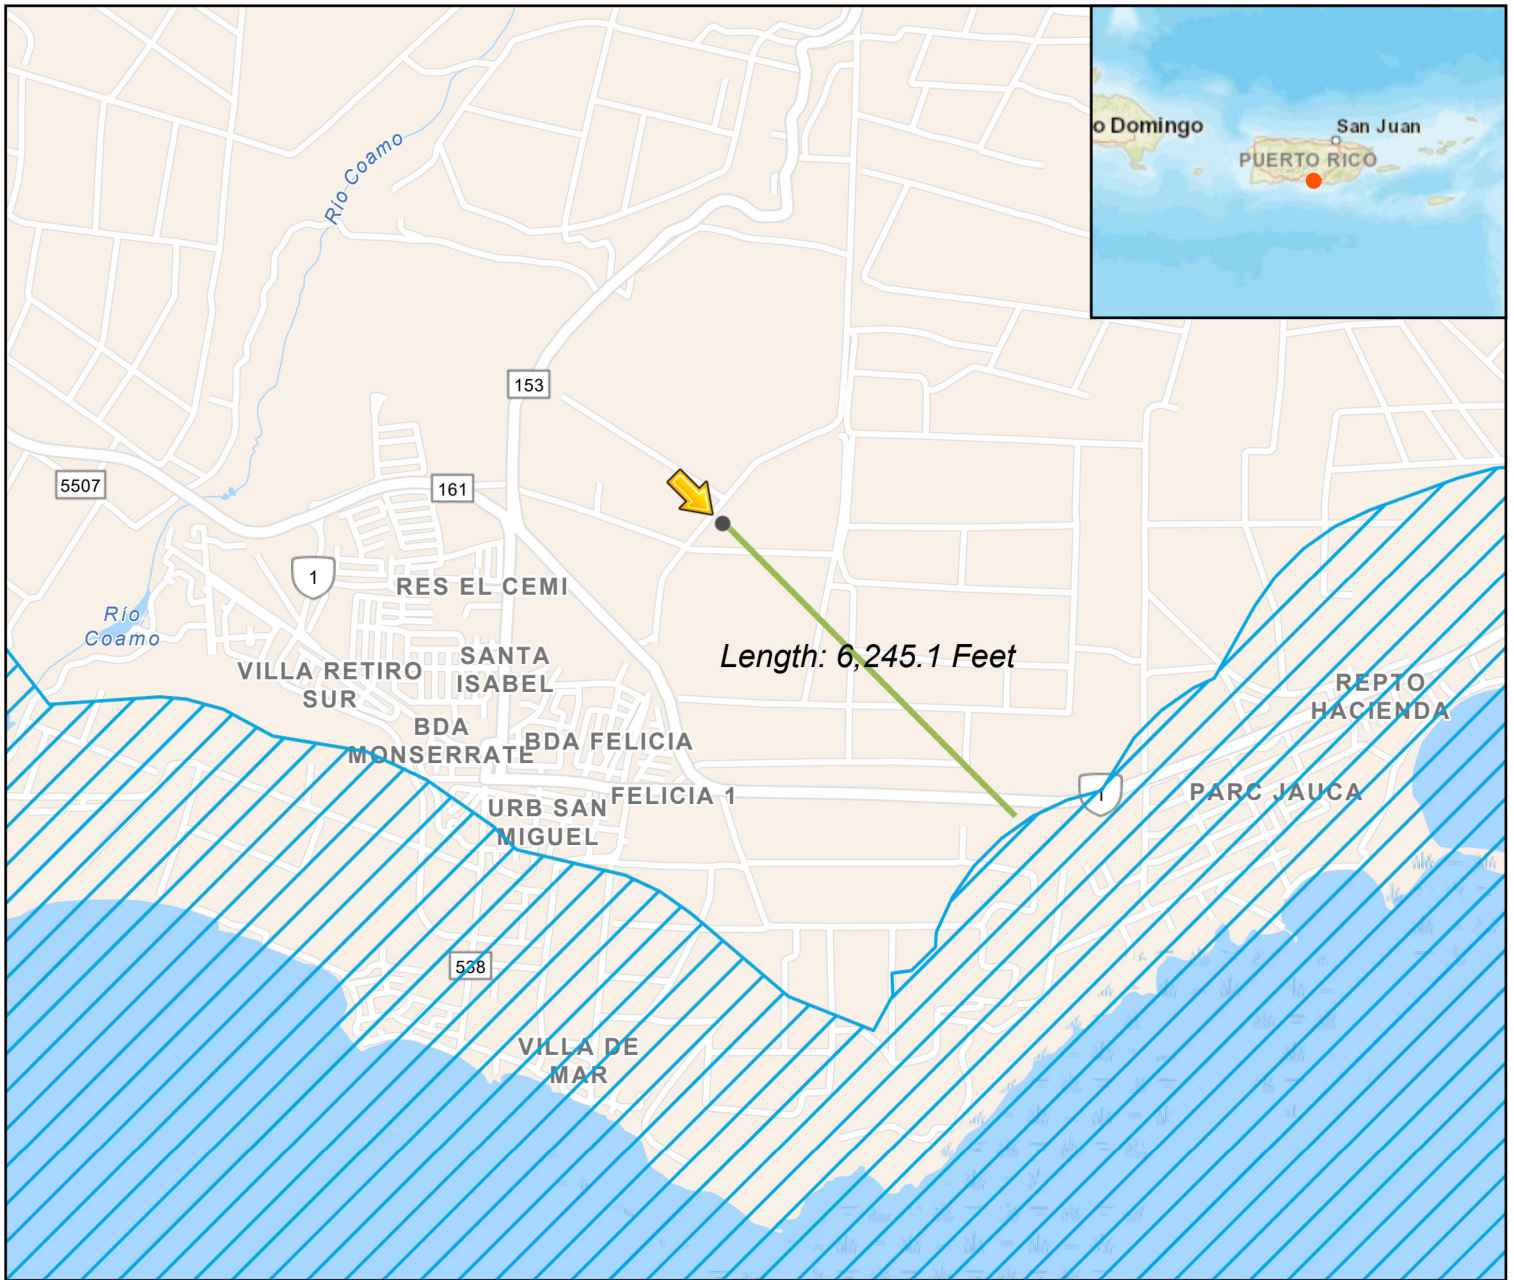 o Domingo
San Juan
PUERTO RICO
Río Coamo
153
5507
161
1
RES EL CEMI
Río
Coamo
SANTA
ISABEL
Length: 6,245.1 Feet
VILLA RETIRO
SUR
REPTO
HACIENDA
BDA
MONSERRATE
BDA FELICIA
FELICIA 1
1
PARC JAUCA
URB SAN
MIGUEL
538
VILLA DE
MAR